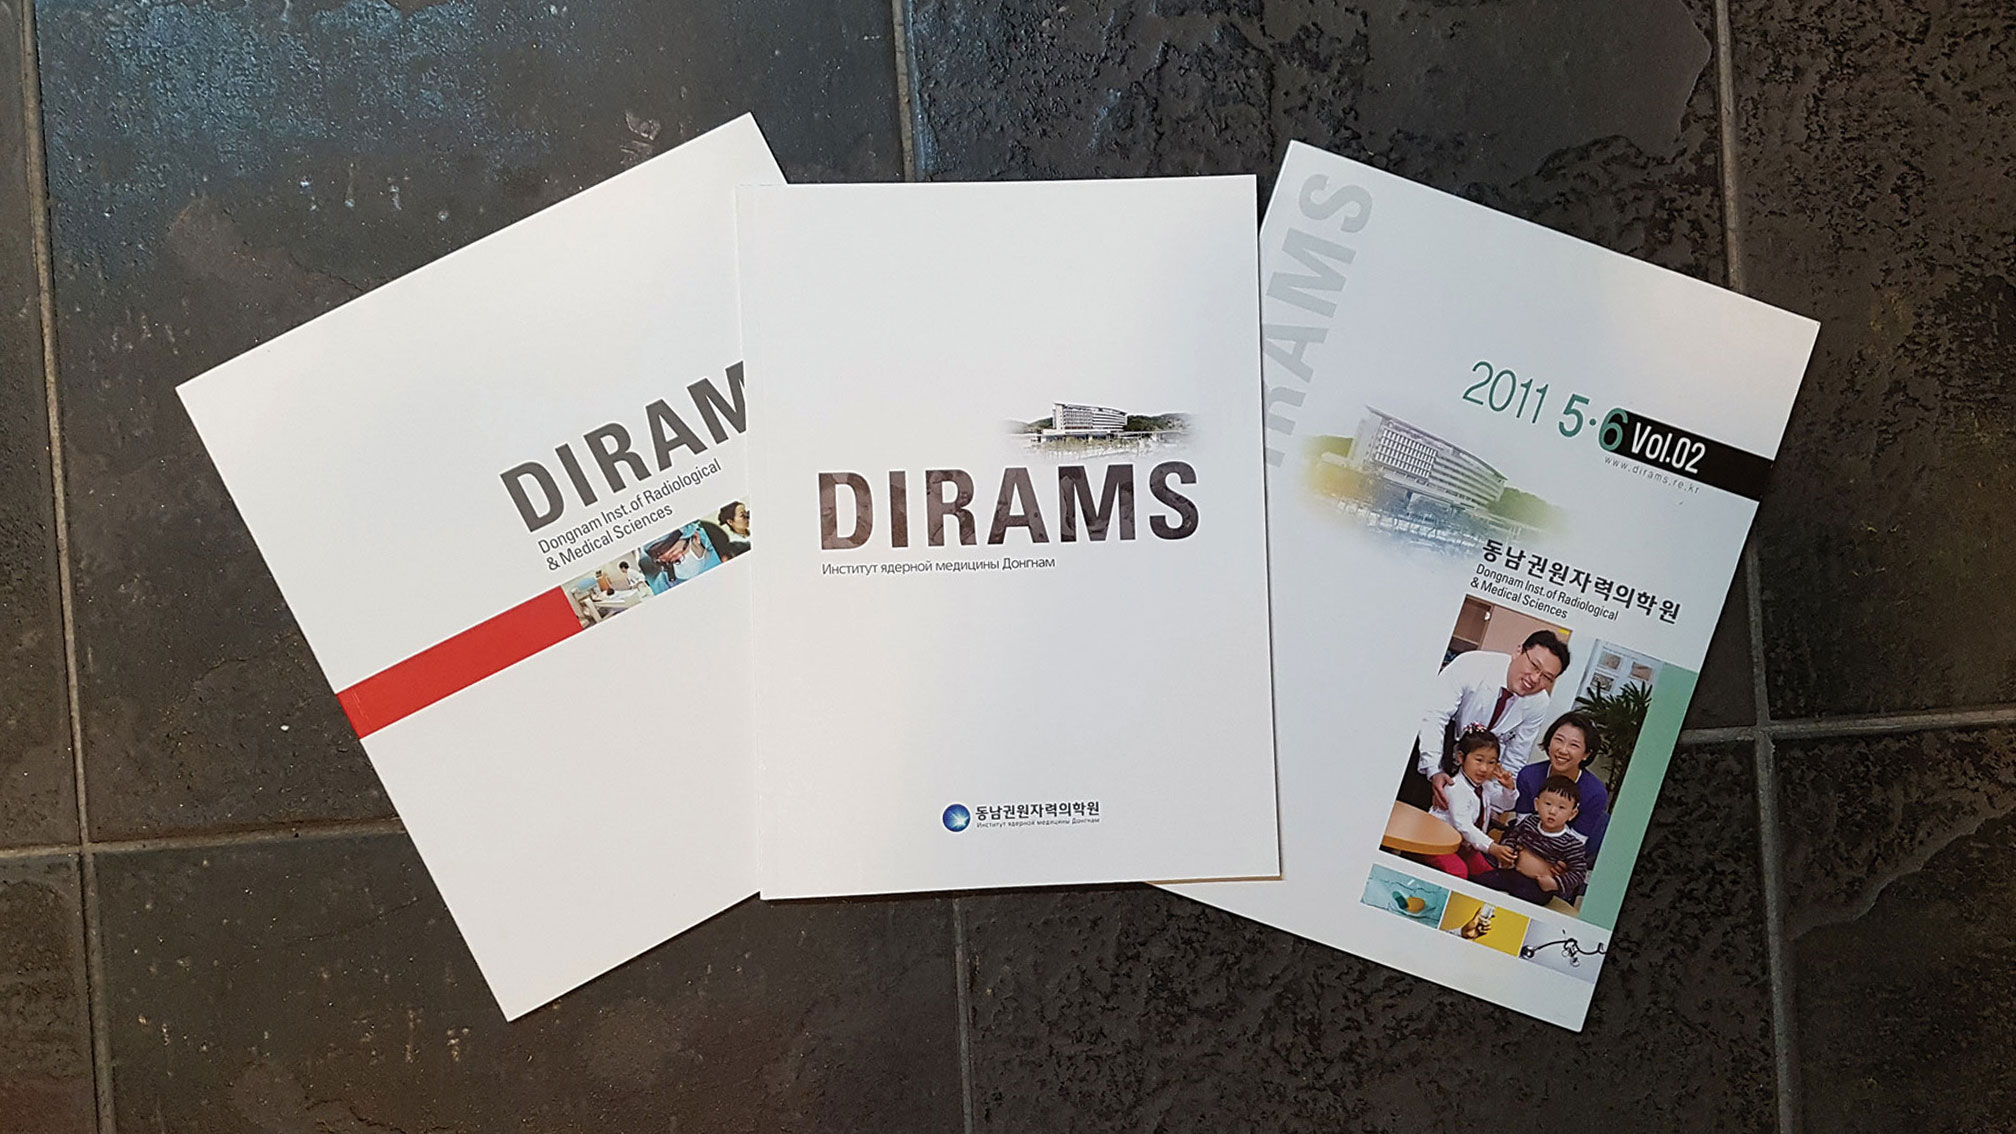 DIRAM
Dongnam Inst.of Radiological
& Medical Sciences
DIRAMS
Институт ядерной медицины Донгнам
동남권원자력의학원
Институт ядерной медицины Донгнам
DIRAMS
2011 5·6 Vol.02
www.dirams.re.kr
동남권원자력의학원
Dongnam Inst.of Radiological
& Medical Sciences